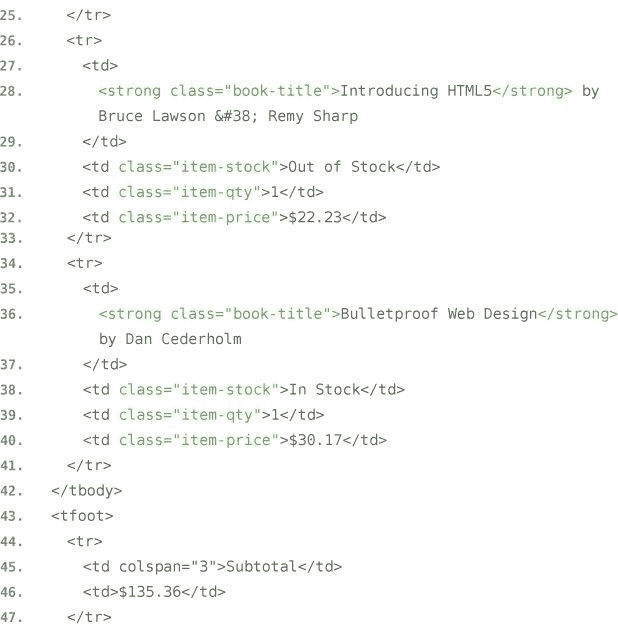 25. </tr>
26. <tr>
27. <td>
28. <strong class="book-title">Introducing HTML5</strong> by
Bruce Lawson &#38; Remy Sharp
29. </td>
30. <td class="item-stock">Out of Stock</td>
31. <td class="item-qty">1</td>
32. <td class="item-price">$22.23</td>
33. </tr>
34. <tr>
35. <td>
36. <strong class="book-title">Bulletproof Web Design</strong>
by Dan Cederholm
37. </td>
38. <td class="item-stock">In Stock</td>
39. <td class="item-qty">1</td>
40. <td class="item-price">$30.17</td>
41. </tr>
42. </tbody>
43. <tfoot>
44. <tr>
45. <td colspan="3">Subtotal</td>
46. <td>$135.36</td>
47. </tr>